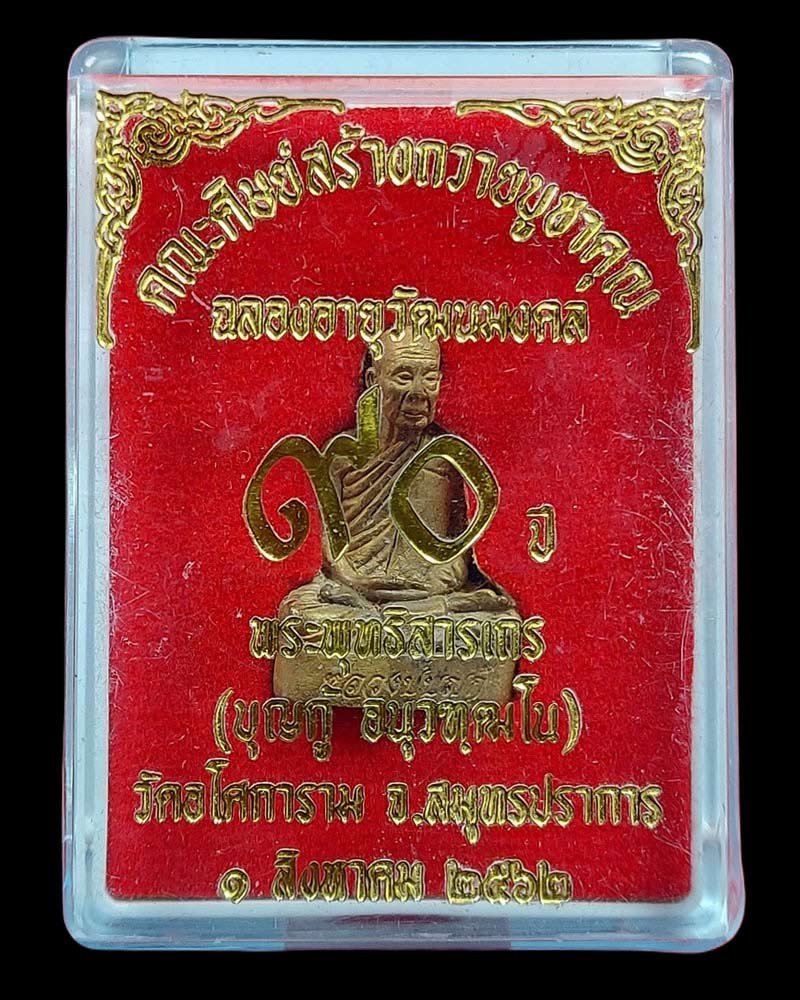 คณะศิษย์สร้างถวายบูชาคุณ
ฉลองอายุวัฒนมงคล
๙๐ ปี
พระพุทธิสารเถร
(บุญกู้ อนุวฑฺฒโน)
วัดอโศการาม จ.สมุทรปราการ
๑ สิงหาคม ๒๕๖๒